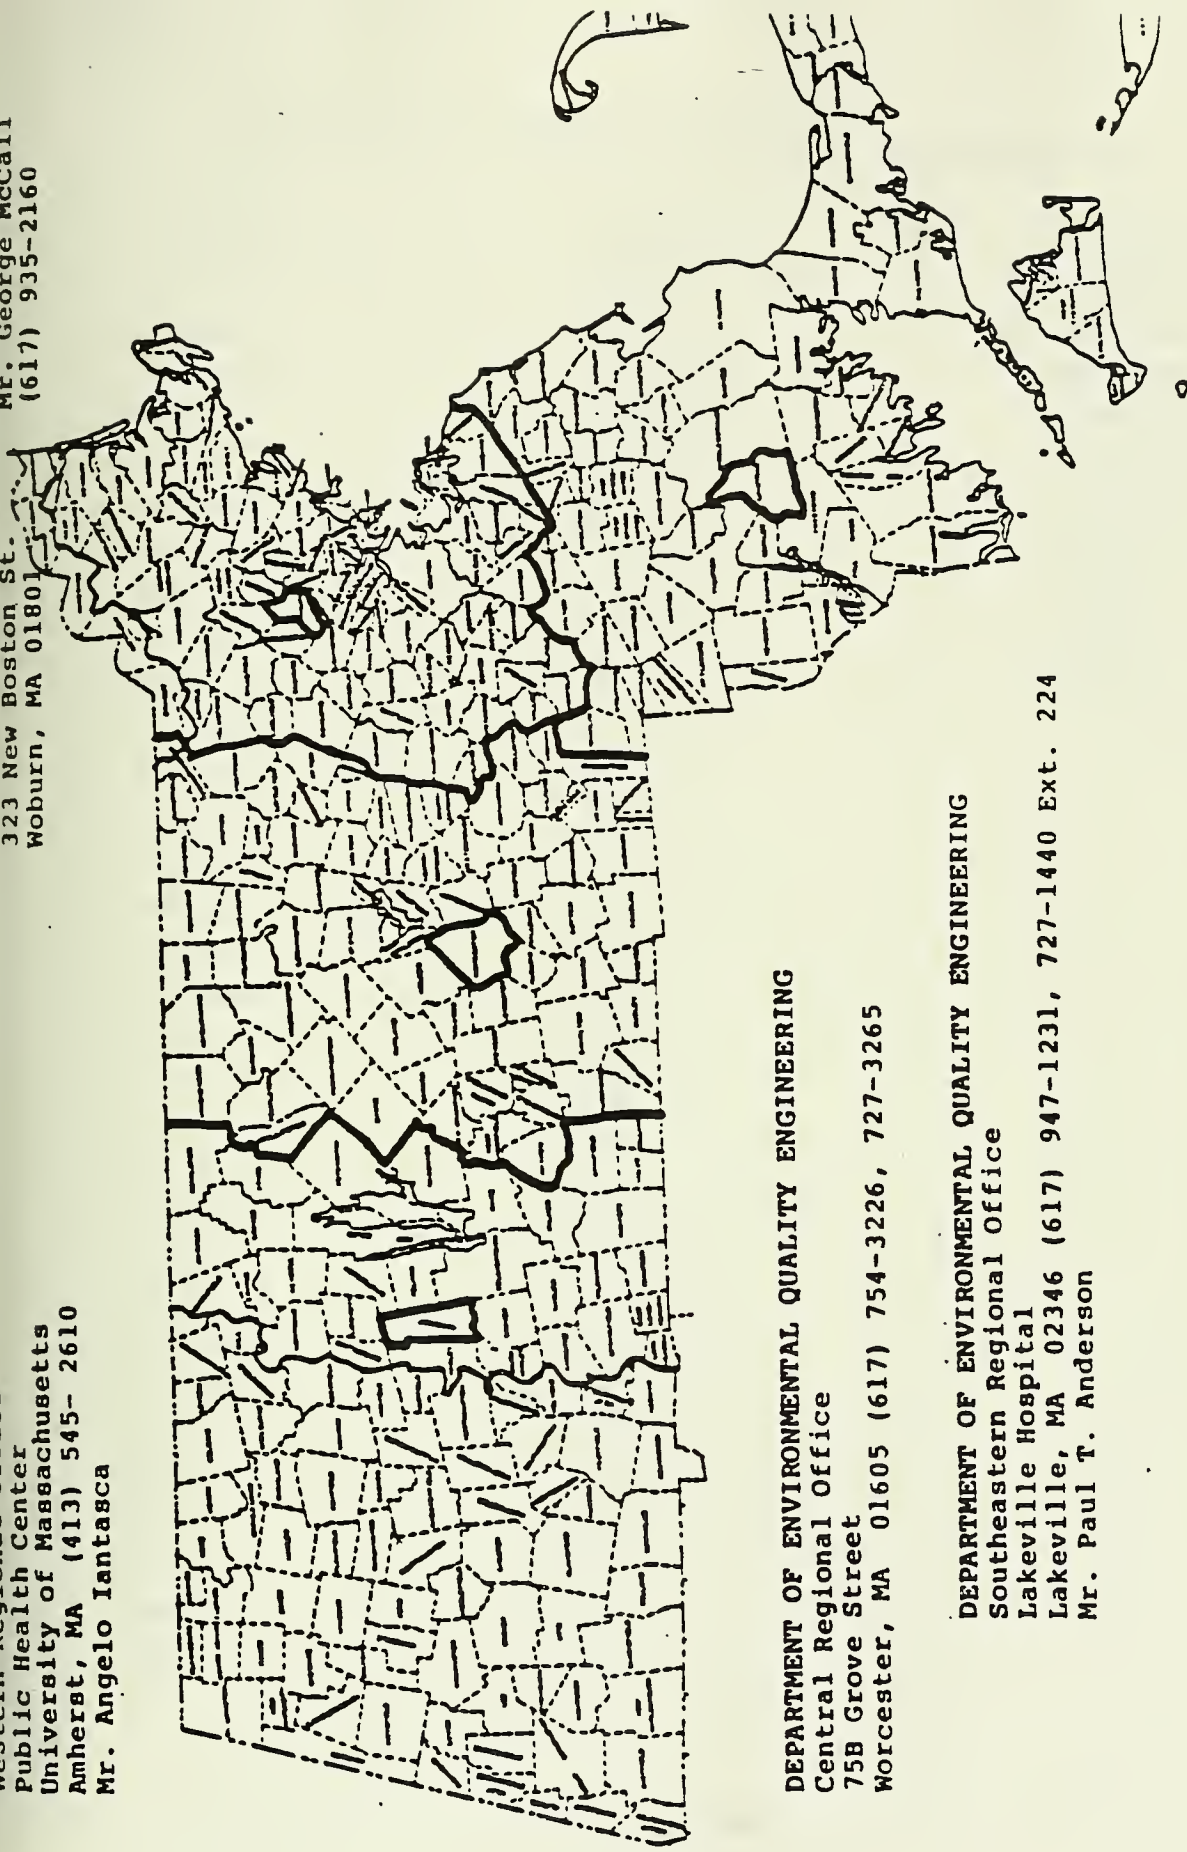 Public Health Center
University of Massachusetts
Amherst, MA (413) 545- 2610
Mr. Angelo Iantasca
323 New Boston St.
Woburn, MA 01801
Mr. George McCall
(617) 935-2160
DEPARTMENT OF ENVIRONMENTAL QUALITY ENGINEERING
Central Regional Office
75B Grove Street
Worcester, MA 01605 (617) 754-3226, 727-3265
DEPARTMENT OF ENVIRONMENTAL QUALITY ENGINEERING
Southeastern Regional Office
Lakeville Hospital
Lakeville, MA 02346 (617) 947-1231, 727-1440 Ext. 224
Mr. Paul T. Anderson